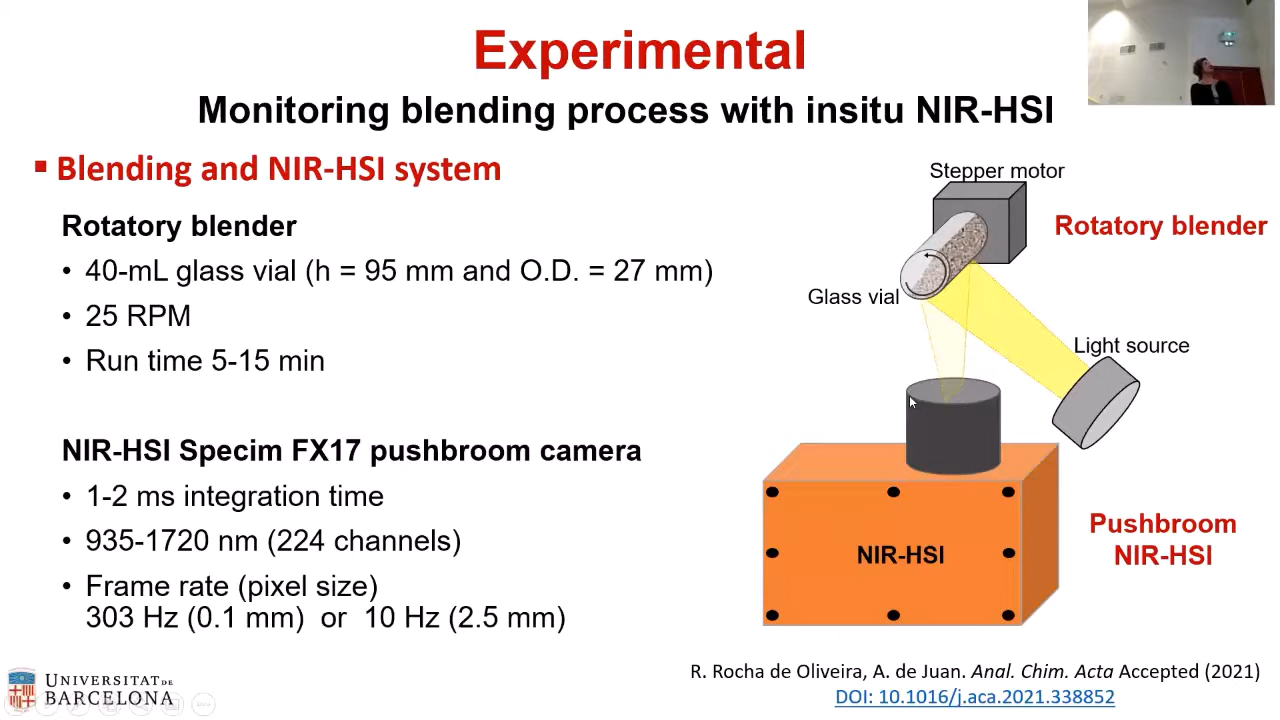 Experimental
Monitoring blending process with insitu NIR-HSI
▪ Blending and NIR-HSI system
Rotatory blender
• 40-mL glass vial (h = 95 mm and O.D. = 27 mm)
• 25 RPM
• Run time 5-15 min
NIR-HSI Specim FX17 pushbroom camera
• 1-2 ms integration time
• 935-1720 nm (224 channels)
• Frame rate (pixel size)
303 Hz (0.1 mm) or 10 Hz (2.5 mm)
Stepper motor
Rotatory blender
Glass vial
Light source
NIR-HSI
Pushbroom
NIR-HSI
R. Rocha de Oliveira, A. de Juan. Anal. Chim. Acta Accepted (2021)
DOI: 10.1016/j.aca.2021.338852
UNIVERSITAT DE
BARCELONA